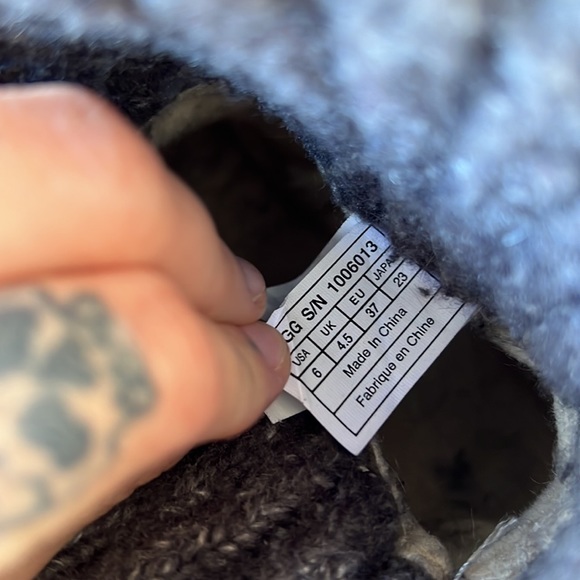 GG S/N 1006013
USA UK EU JAPAN
6 4.5 37 23
Made In China
Fabrique en Chine